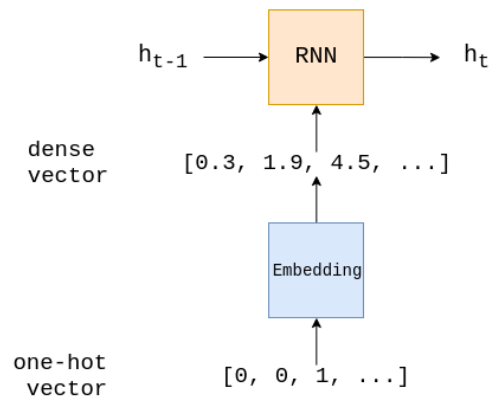 h_{t-1} RNN h_t
dense
vector
[0.3, 1.9, 4.5, ...]
Embedding
one-hot
vector
[0, 0, 1, ...]